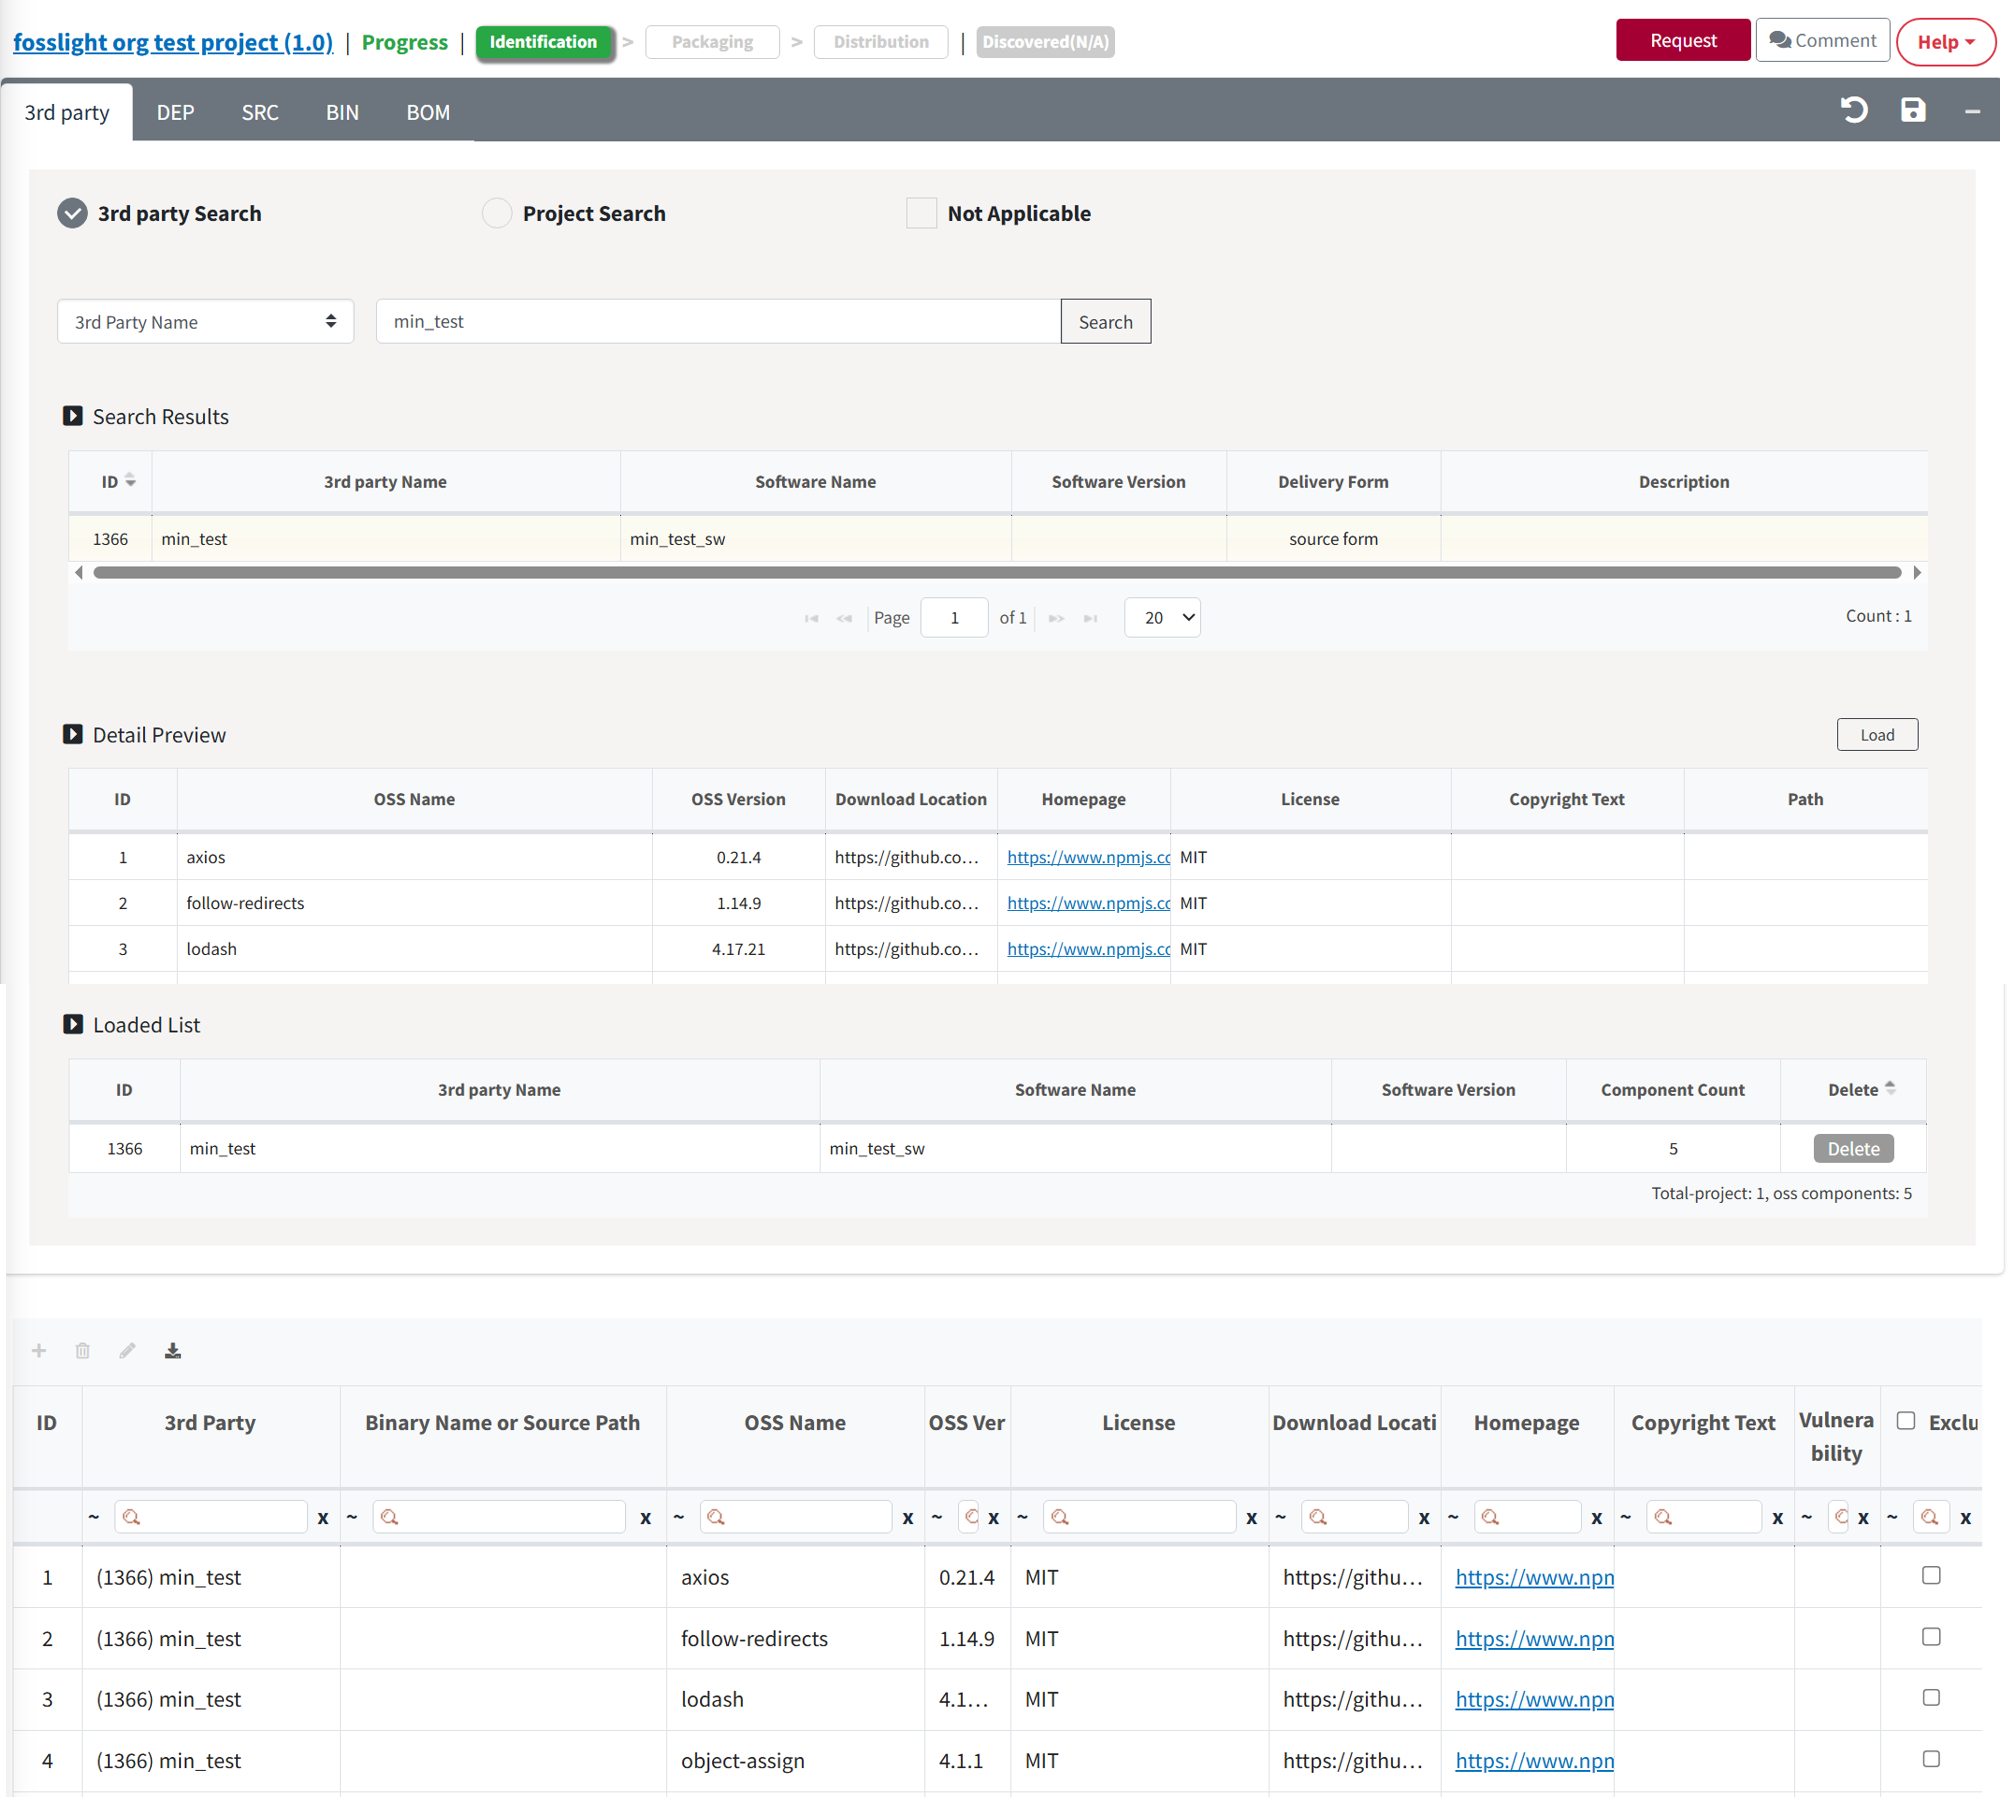 fosslight org test project (1.0) | Progress | Identification > Packaging > Distribution | Discovered(N/A) Request Comment Help
3rd party DEP SRC BIN BOM
3rd party Search Project Search Not Applicable
3rd Party Name min_test Search
Search Results
ID 3rd party Name Software Name Software Version Delivery Form Description
1366 min_test min_test_sw source form
Page 1 of 1 20 Count : 1
Detail Preview Load
ID OSS Name OSS Version Download Location Homepage License Copyright Text Path
1 axios 0.21.4 https://github.co... https://www.npmjs.cc MIT
2 follow-redirects 1.14.9 https://github.co... https://www.npmjs.cc MIT
3 lodash 4.17.21 https://github.co... https://www.npmjs.cc MIT
Loaded List
ID 3rd party Name Software Name Software Version Component Count Delete
1366 min_test min_test_sw 5 Delete
Total-project: 1, oss components: 5
ID 3rd Party Binary Name or Source Path OSS Name OSS Ver License Download Locati Homepage Copyright Text Vulnera
bility Exclu
~ x ~ x ~ x ~ x ~ x ~ x ~ x ~ x ~ x ~ x
1 (1366) min_test axios 0.21.4 MIT https://githu... https://www.npm
2 (1366) min_test follow-redirects 1.14.9 MIT https://githu... https://www.npm
3 (1366) min_test lodash 4.1... MIT https://githu... https://www.npm
4 (1366) min_test object-assign 4.1.1 MIT https://githu... https://www.npm